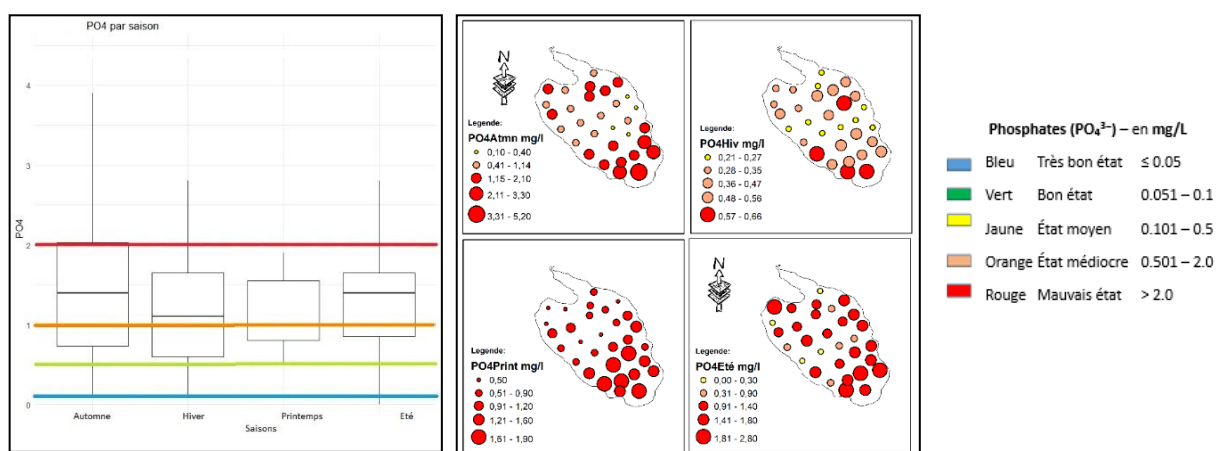 PO4 par saison
PO4
4
3
2
1
0
Automne
Hiver
Printemps
Eté
Saisons
N
Legende:
PO4Atmn mg/l
0,10 - 0,40
0,41 - 1,14
1,15 - 2,10
2,11 - 3,30
3,31 - 5,20
Legende:
PO4Hiv mg/l
0,21 - 0,27
0,28 - 0,35
0,36 - 0,47
0,48 - 0,56
0,57 - 0,66
Legende:
PO4Print mg/l
0,50
0,51 - 0,90
0,91 - 1,20
1,21 - 1,60
1,61 - 1,90
N
Legende:
PO4Eté mg/l
0,00 - 0,30
0,31 - 0,90
0,91 - 1,40
1,41 - 1,80
1,81 - 2,80
Phosphates (PO₄³⁻) – en mg/L
Bleu Très bon état ≤ 0.05
Vert Bon état 0.051 – 0.1
Jaune État moyen 0.101 – 0.5
Orange État médiocre 0.501 – 2.0
Rouge Mauvais état > 2.0